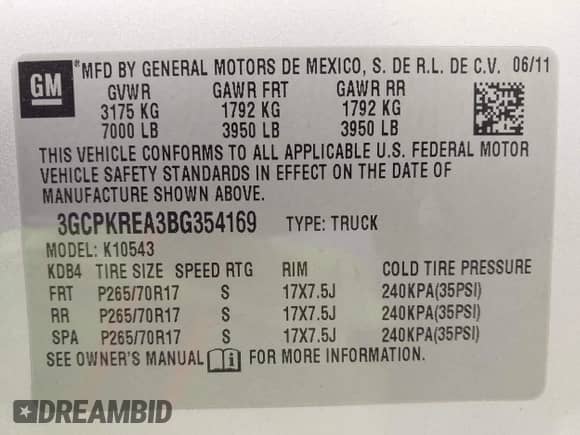 GM
® MFD BY GENERAL MOTORS DE MEXICO, S. DE R.L. DE C.V. 06/11
GVWR GAWR FRT GAWR RR
3175 KG 1792 KG 1792 KG
7000 LB 3950 LB 3950 LB
THIS VEHICLE CONFORMS TO ALL APPLICABLE U.S. FEDERAL MOTOR
VEHICLE SAFETY STANDARDS IN EFFECT ON THE DATE OF
MANUFACTURE SHOWN ABOVE.
3GCPKREA3BG354169 TYPE: TRUCK
MODEL: K10543
KDB4 TIRE SIZE SPEED RTG RIM COLD TIRE PRESSURE
FRT P265/70R17 S 17X7.5J 240KPA(35PSI)
RR P265/70R17 S 17X7.5J 240KPA(35PSI)
SPA P265/70R17 S 17X7.5J 240KPA(35PSI)
SEE OWNER'S MANUAL FOR MORE INFORMATION.
DREAMBID